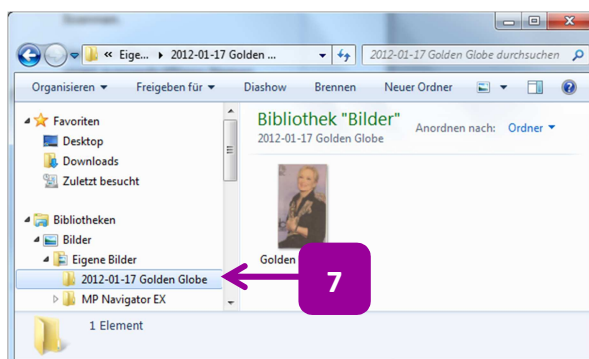 « Eige... ▸ 2012-01-17 Golden ...
2012-01-17 Golden Globe durchsuchen
Organisieren Freigeben für Diashow Brennen Neuer Ordner
Favoriten
Desktop
Downloads
Zuletzt besucht
Bibliotheken
Bilder
Eigene Bilder
2012-01-17 Golden Globe
MP Navigator EX
Bibliothek "Bilder"
2012-01-17 Golden Globe
Anordnen nach: Ordner
Golden
7
1 Element